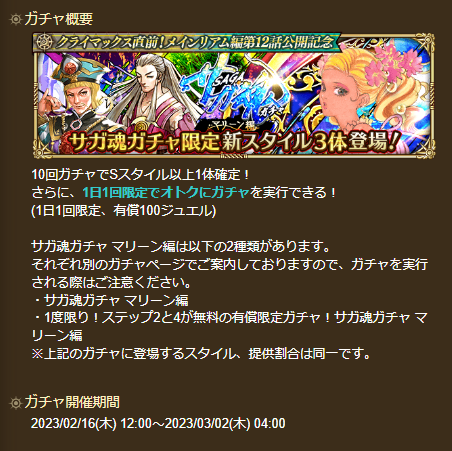 ガチャ概要
クライマックス直前！メインリアム編第12話公開記念
SAGA
サガ魂ガチャ
マリーン編
サガ魂ガチャ限定 新スタイル3体登場！
10回ガチャでSスタイル以上1体確定！
さらに、1日1回限定でオトクにガチャを実行できる！
(1日1回限定、有償100ジュエル)
サガ魂ガチャ マリーン編は以下の2種類があります。
それぞれ別のガチャページでご案内しておりますので、ガチャを実行
される際はご注意ください。
・サガ魂ガチャ マリーン編
・1度限り！ステップ2と4が無料の有償限定ガチャ！サガ魂ガチャ マ
リーン編
※上記のガチャに登場するスタイル、提供割合は同一です。
ガチャ開催期間
2023/02/16(木) 12:00～2023/03/02(木) 04:00